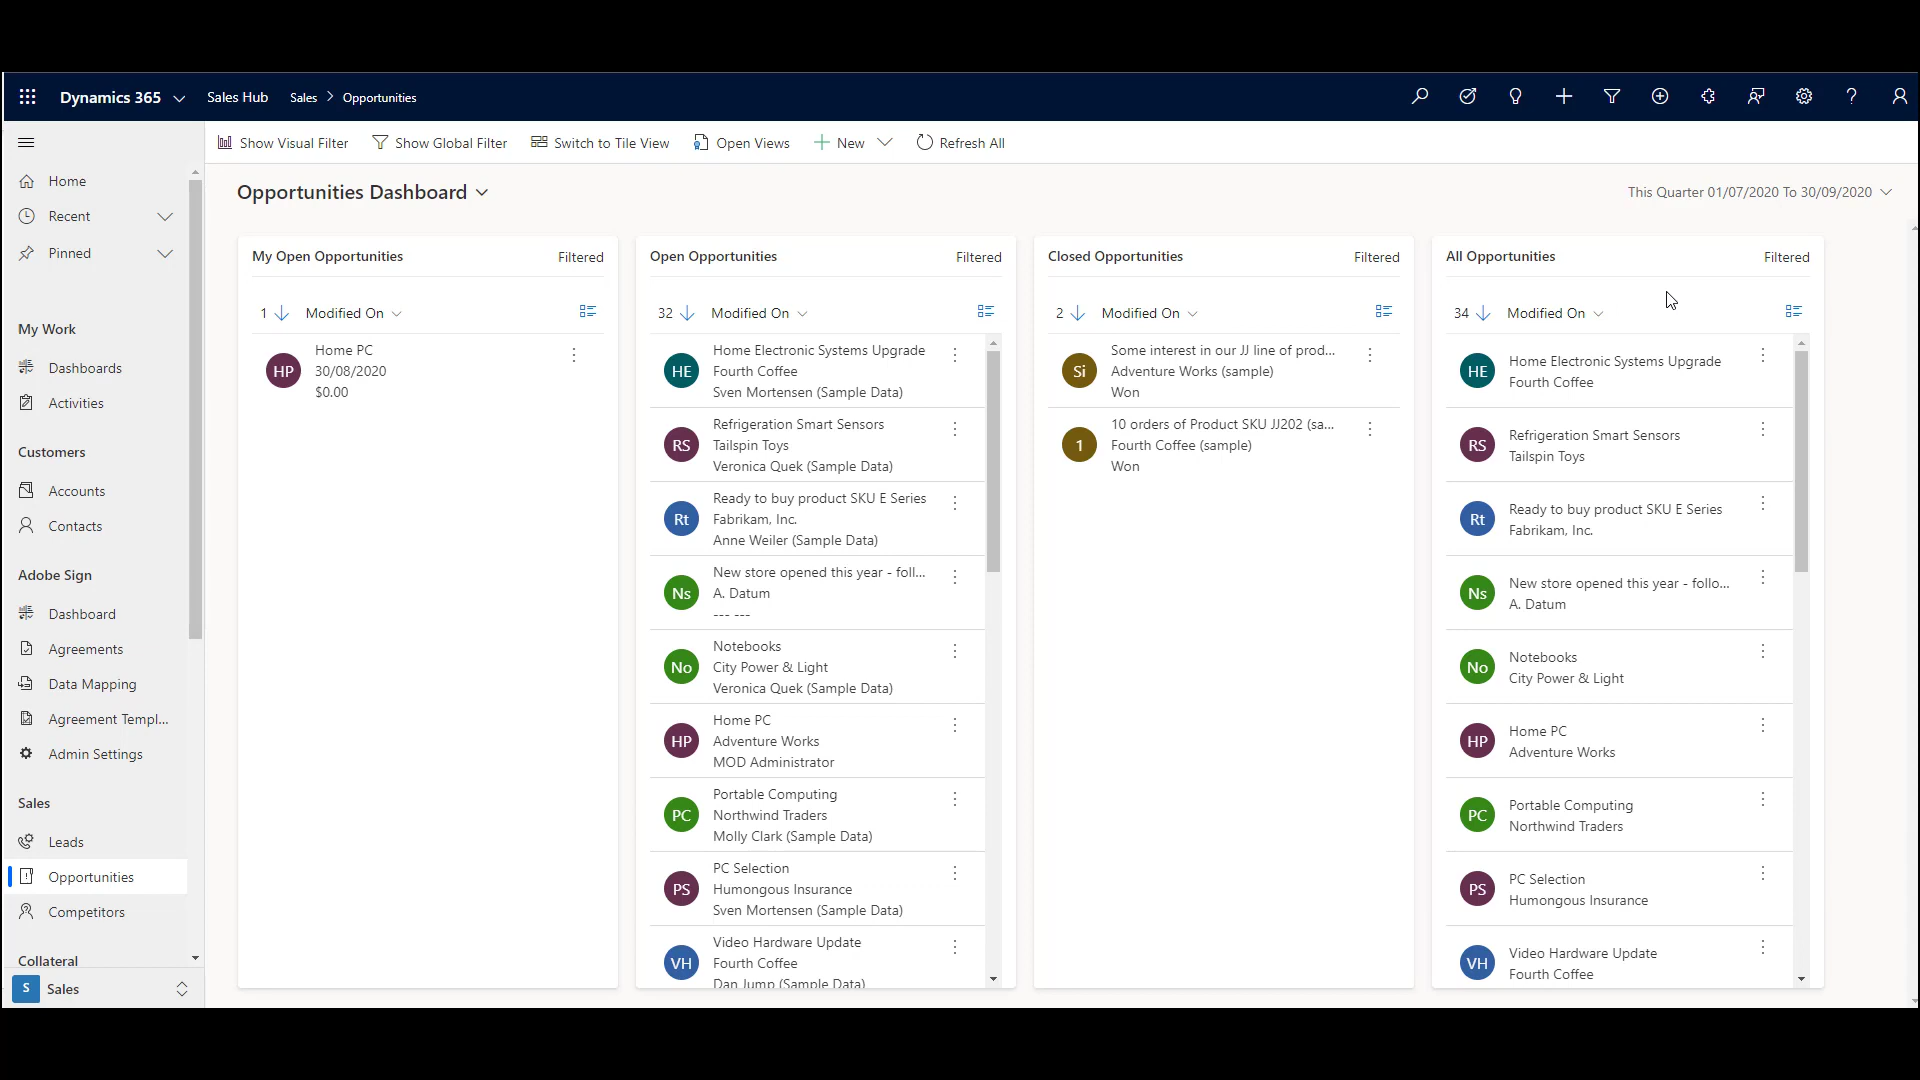 Dynamics 365 Sales Hub Sales > Opportunities
Show Visual Filter Show Global Filter Switch to Tile View Open Views New Refresh All
Home
Recent
Pinned
My Work
Dashboards
Activities
Customers
Accounts
Contacts
Adobe Sign
Dashboard
Agreements
Data Mapping
Agreement Templ...
Admin Settings
Sales
Leads
Opportunities
Competitors
Collateral
S Sales
Opportunities Dashboard
This Quarter 01/07/2020 To 30/09/2020
My Open Opportunities Filtered
1 Modified On
HP
Home PC
30/08/2020
$0.00
Open Opportunities Filtered
32 Modified On
HE
Home Electronic Systems Upgrade
Fourth Coffee
Sven Mortensen (Sample Data)
RS
Refrigeration Smart Sensors
Tailspin Toys
Veronica Quek (Sample Data)
Rt
Ready to buy product SKU E Series
Fabrikam, Inc.
Anne Weiler (Sample Data)
Ns
New store opened this year - foll...
A. Datum
--- ---
No
Notebooks
City Power & Light
Veronica Quek (Sample Data)
HP
Home PC
Adventure Works
MOD Administrator
PC
Portable Computing
Northwind Traders
Molly Clark (Sample Data)
PS
PC Selection
Humongous Insurance
Sven Mortensen (Sample Data)
VH
Video Hardware Update
Fourth Coffee
Dan Jump (Sample Data)
Closed Opportunities Filtered
2 Modified On
Si
Some interest in our JJ line of prod...
Adventure Works (sample)
Won
1
10 orders of Product SKU JJ202 (sa...
Fourth Coffee (sample)
Won
All Opportunities Filtered
34 Modified On
HE
Home Electronic Systems Upgrade
Fourth Coffee
RS
Refrigeration Smart Sensors
Tailspin Toys
Rt
Ready to buy product SKU E Series
Fabrikam, Inc.
Ns
New store opened this year - follo...
A. Datum
No
Notebooks
City Power & Light
HP
Home PC
Adventure Works
PC
Portable Computing
Northwind Traders
PS
PC Selection
Humongous Insurance
VH
Video Hardware Update
Fourth Coffee